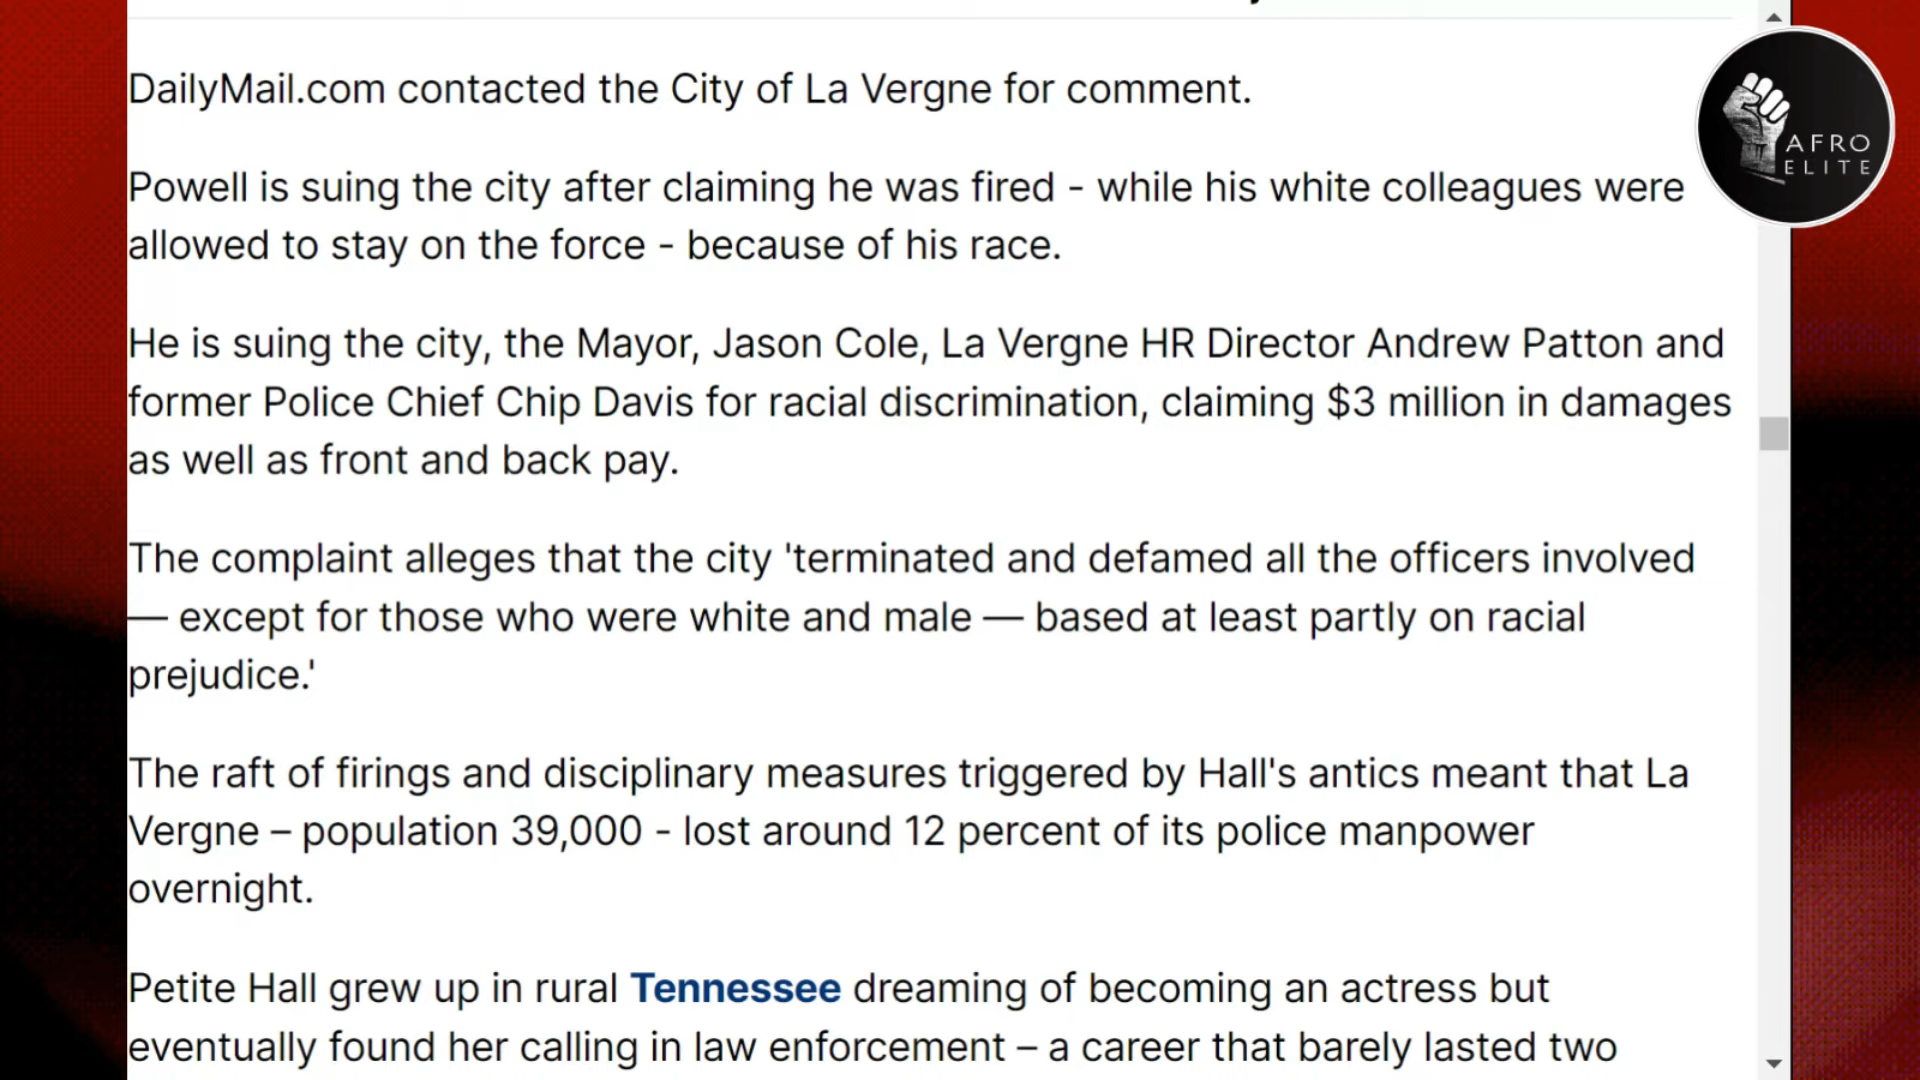 DailyMail.com contacted the City of La Vergne for comment.
Powell is suing the city after claiming he was fired - while his white colleagues were
allowed to stay on the force - because of his race.
He is suing the city, the Mayor, Jason Cole, La Vergne HR Director Andrew Patton and
former Police Chief Chip Davis for racial discrimination, claiming $3 million in damages
as well as front and back pay.
The complaint alleges that the city 'terminated and defamed all the officers involved
— except for those who were white and male — based at least partly on racial
prejudice.'
The raft of firings and disciplinary measures triggered by Hall's antics meant that La
Vergne – population 39,000 - lost around 12 percent of its police manpower
overnight.
Petite Hall grew up in rural Tennessee dreaming of becoming an actress but
eventually found her calling in law enforcement – a career that barely lasted two
AFRO
ELITE